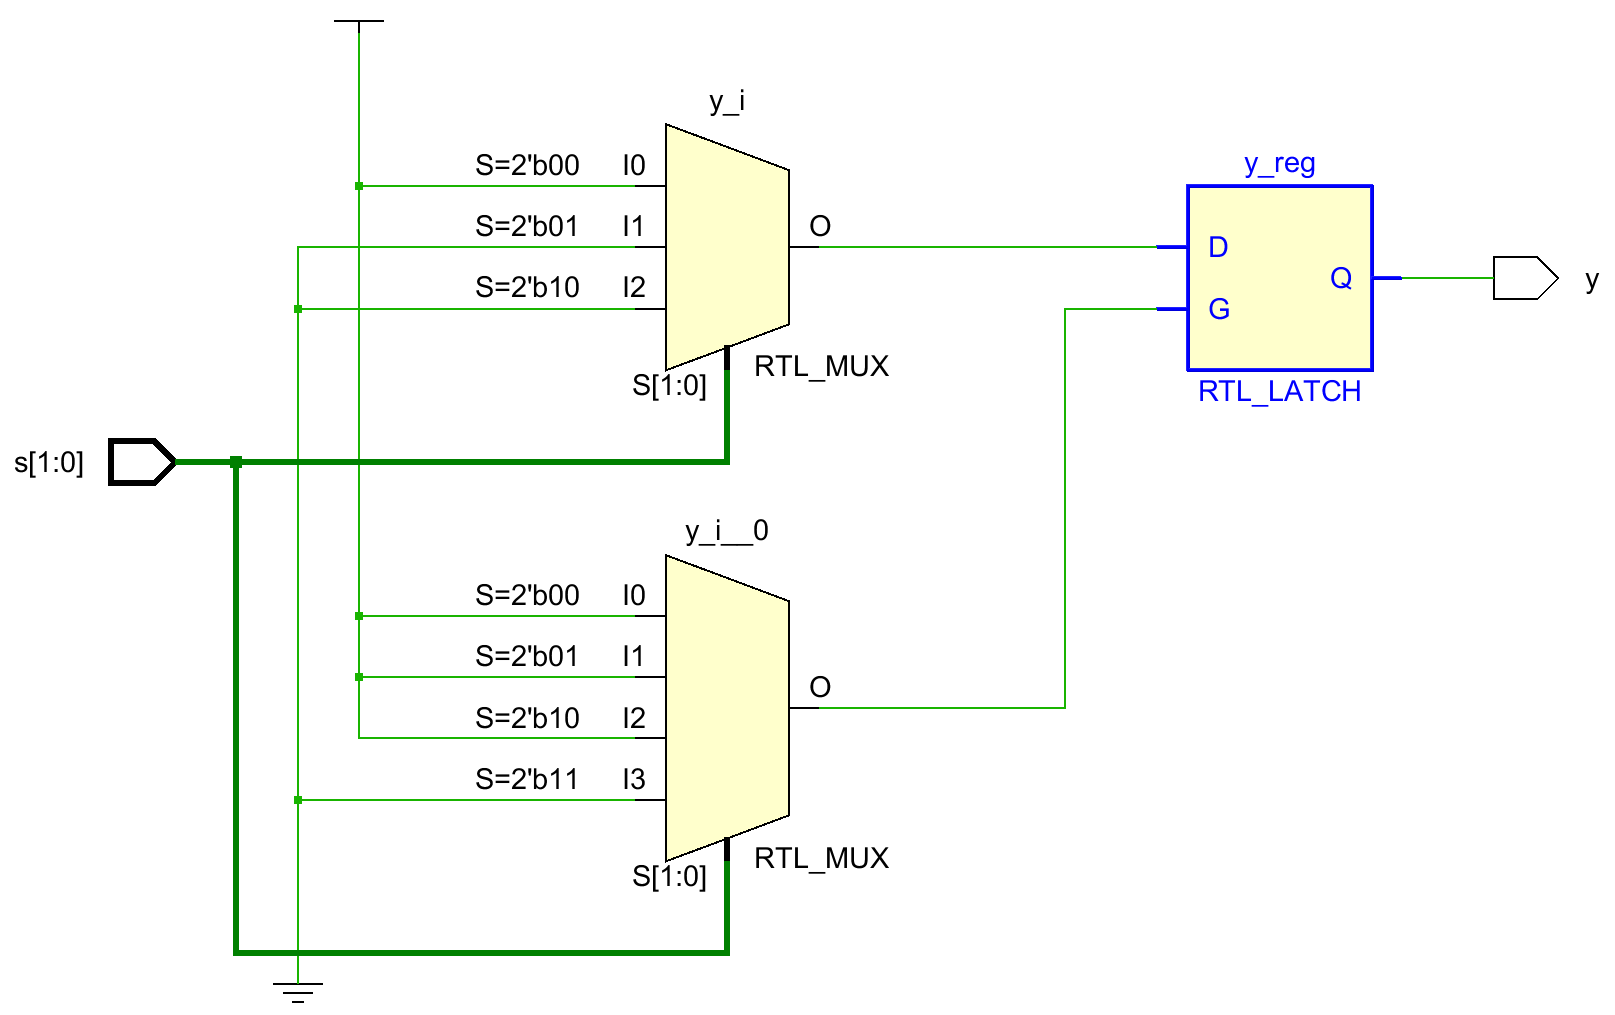 y_i
S=2'b00 I0
S=2'b01 I1
S=2'b10 I2
O
S[1:0]
RTL_MUX
y_reg
D
G
Q
RTL_LATCH
y
s[1:0]
y_i__0
S=2'b00 I0
S=2'b01 I1
S=2'b10 I2
S=2'b11 I3
O
S[1:0]
RTL_MUX